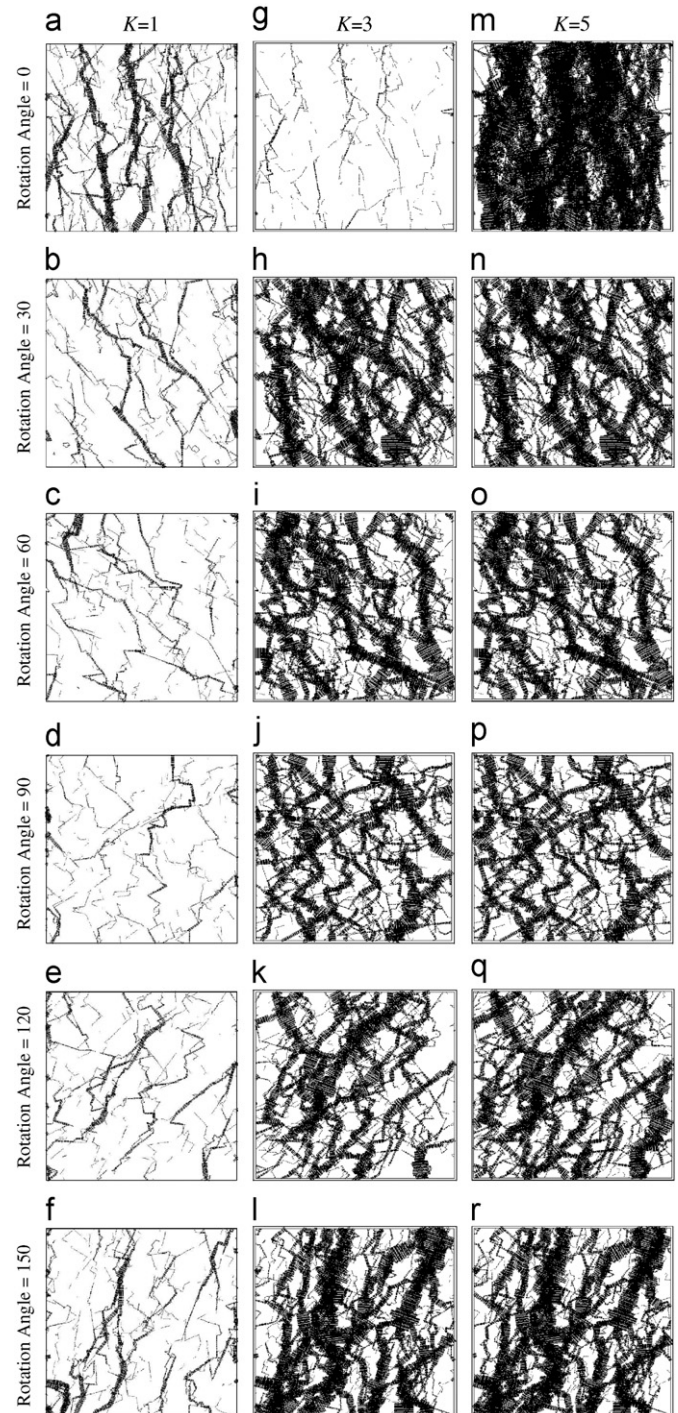 a K=1 g K=3 m K=5
Rotation Angle = 0
b h n
Rotation Angle = 30
c i o
Rotation Angle = 60
d j p
Rotation Angle = 90
e k q
Rotation Angle = 120
f l r
Rotation Angle = 150